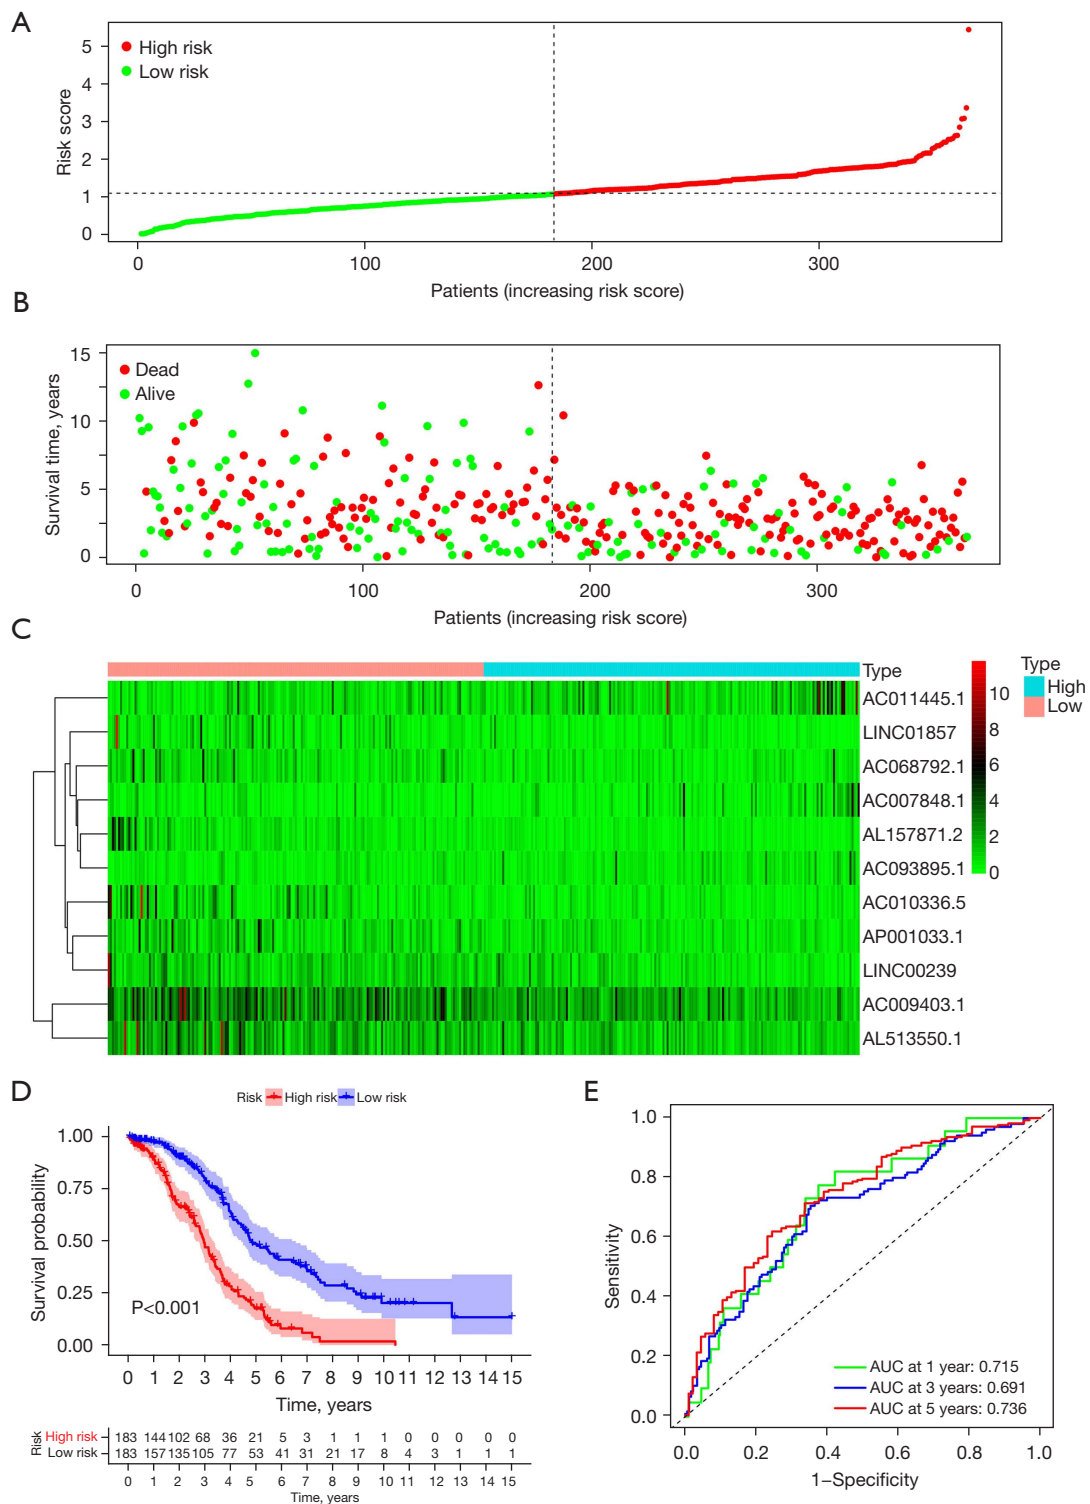 A
High risk
Low risk
Risk score
5
4
3
2
1
0
0 100 200 300
Patients (increasing risk score)
B
Dead
Alive
Survival time, years
15
10
5
0
0 100 200 300
Patients (increasing risk score)
C
Type
AC011445.1
LINC01857
AC068792.1
AC007848.1
AL157871.2
AC093895.1
AC010336.5
AP001033.1
LINC00239
AC009403.1
AL513550.1
10
8
6
4
2
0
Type
High
Low
D
Risk High risk Low risk
Survival probability
1.00
0.75
0.50
0.25
0.00
P<0.001
0 1 2 3 4 5 6 7 8 9 10 11 12 13 14 15
Time, years
Risk
High risk 183 144 102 68 36 21 5 3 1 1 1 0 0 0 0 0
Low risk 183 157 135 105 77 53 41 31 21 17 8 4 3 1 1 1
0 1 2 3 4 5 6 7 8 9 10 11 12 13 14 15
Time, years
E
Sensitivity
1.0
0.8
0.6
0.4
0.2
0.0
AUC at 1 year: 0.715
AUC at 3 years: 0.691
AUC at 5 years: 0.736
0.0 0.2 0.4 0.6 0.8 1.0
1−Specificity